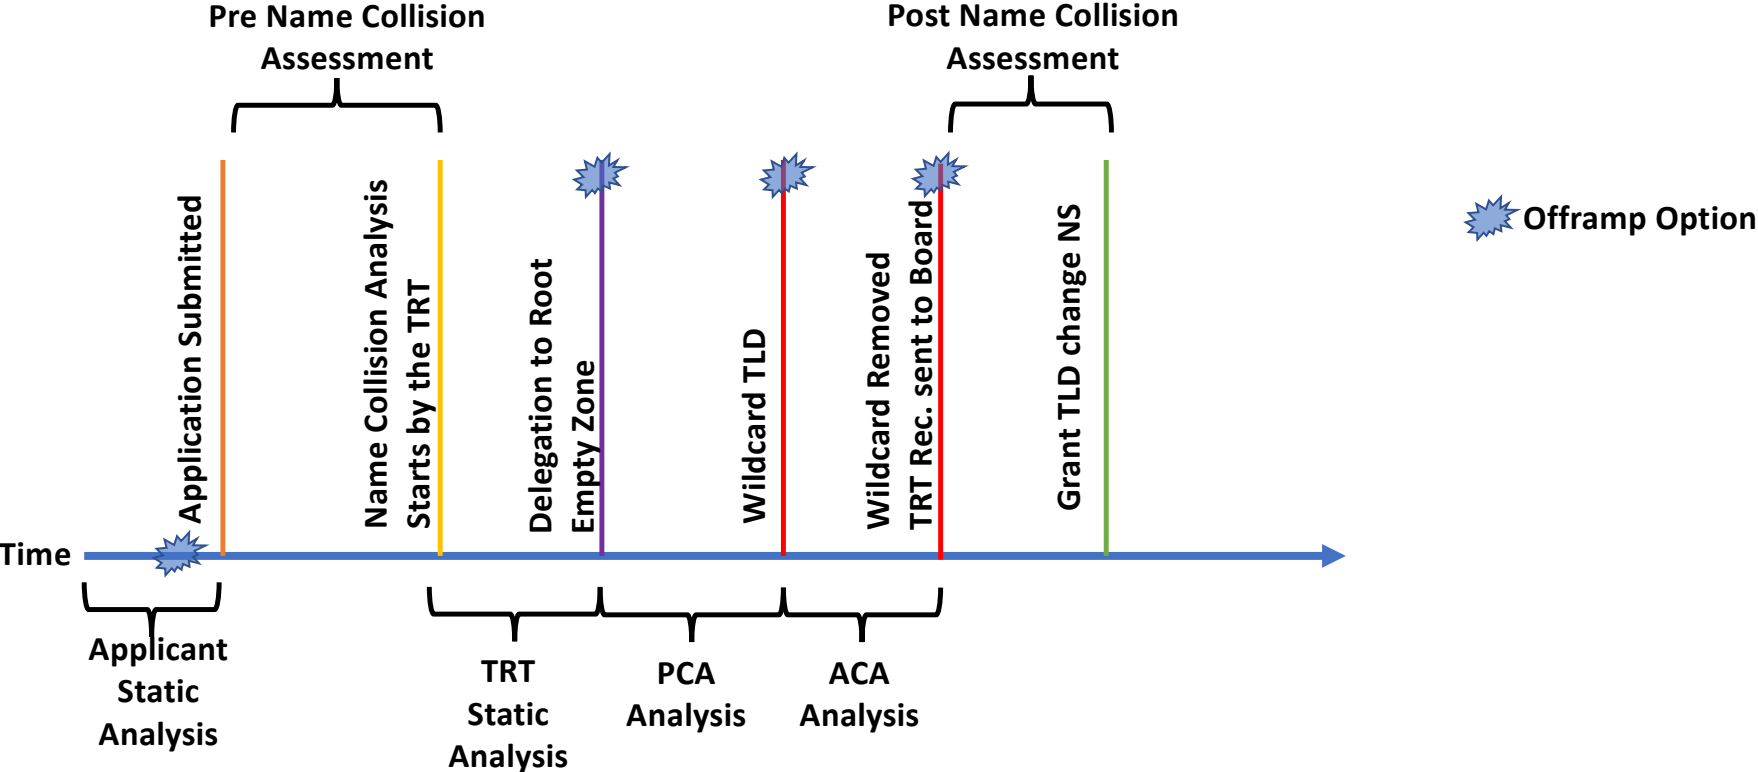 Pre Name Collision
Assessment
Post Name Collision
Assessment
Application Submitted
Name Collision Analysis
Starts by the TRT
Delegation to Root
Empty Zone
Wildcard TLD
Wildcard Removed
TRT Rec. sent to Board
Grant TLD change NS
Offramp Option
Time
Applicant
Static
Analysis
TRT
Static
Analysis
PCA
Analysis
ACA
Analysis